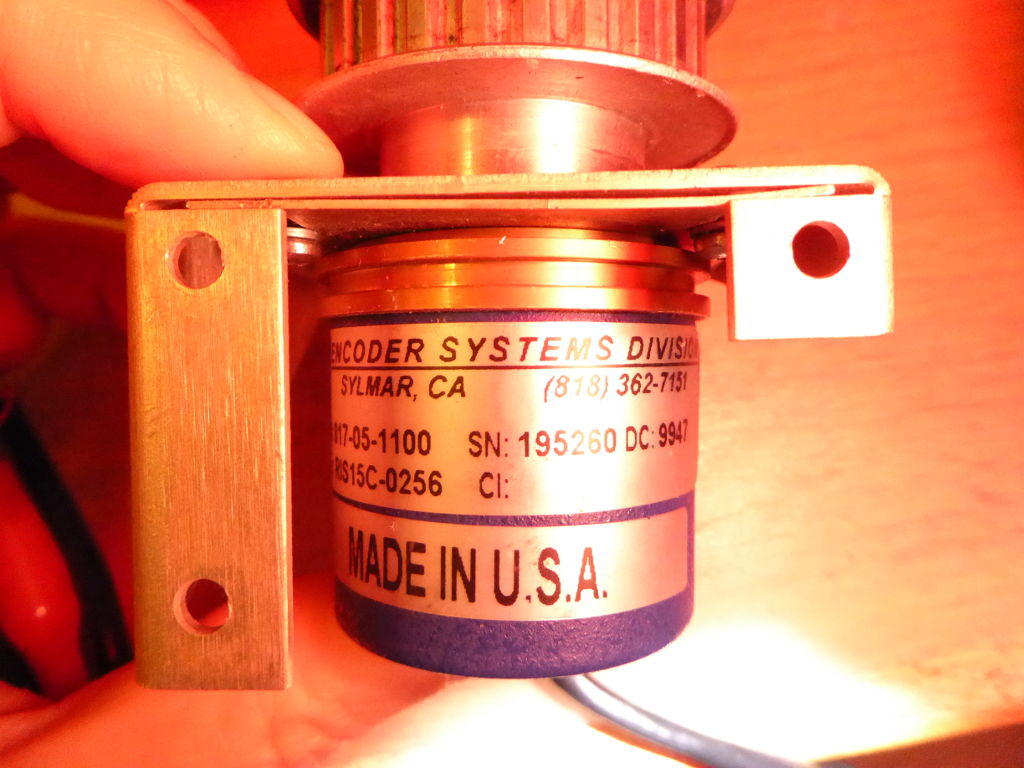 ENCODER SYSTEMS DIVISION
SYLMAR, CA (818) 362-7151
817-05-1100 SN: 195260 DC: 9947
RIS15C-0256 CI:
MADE IN U.S.A.